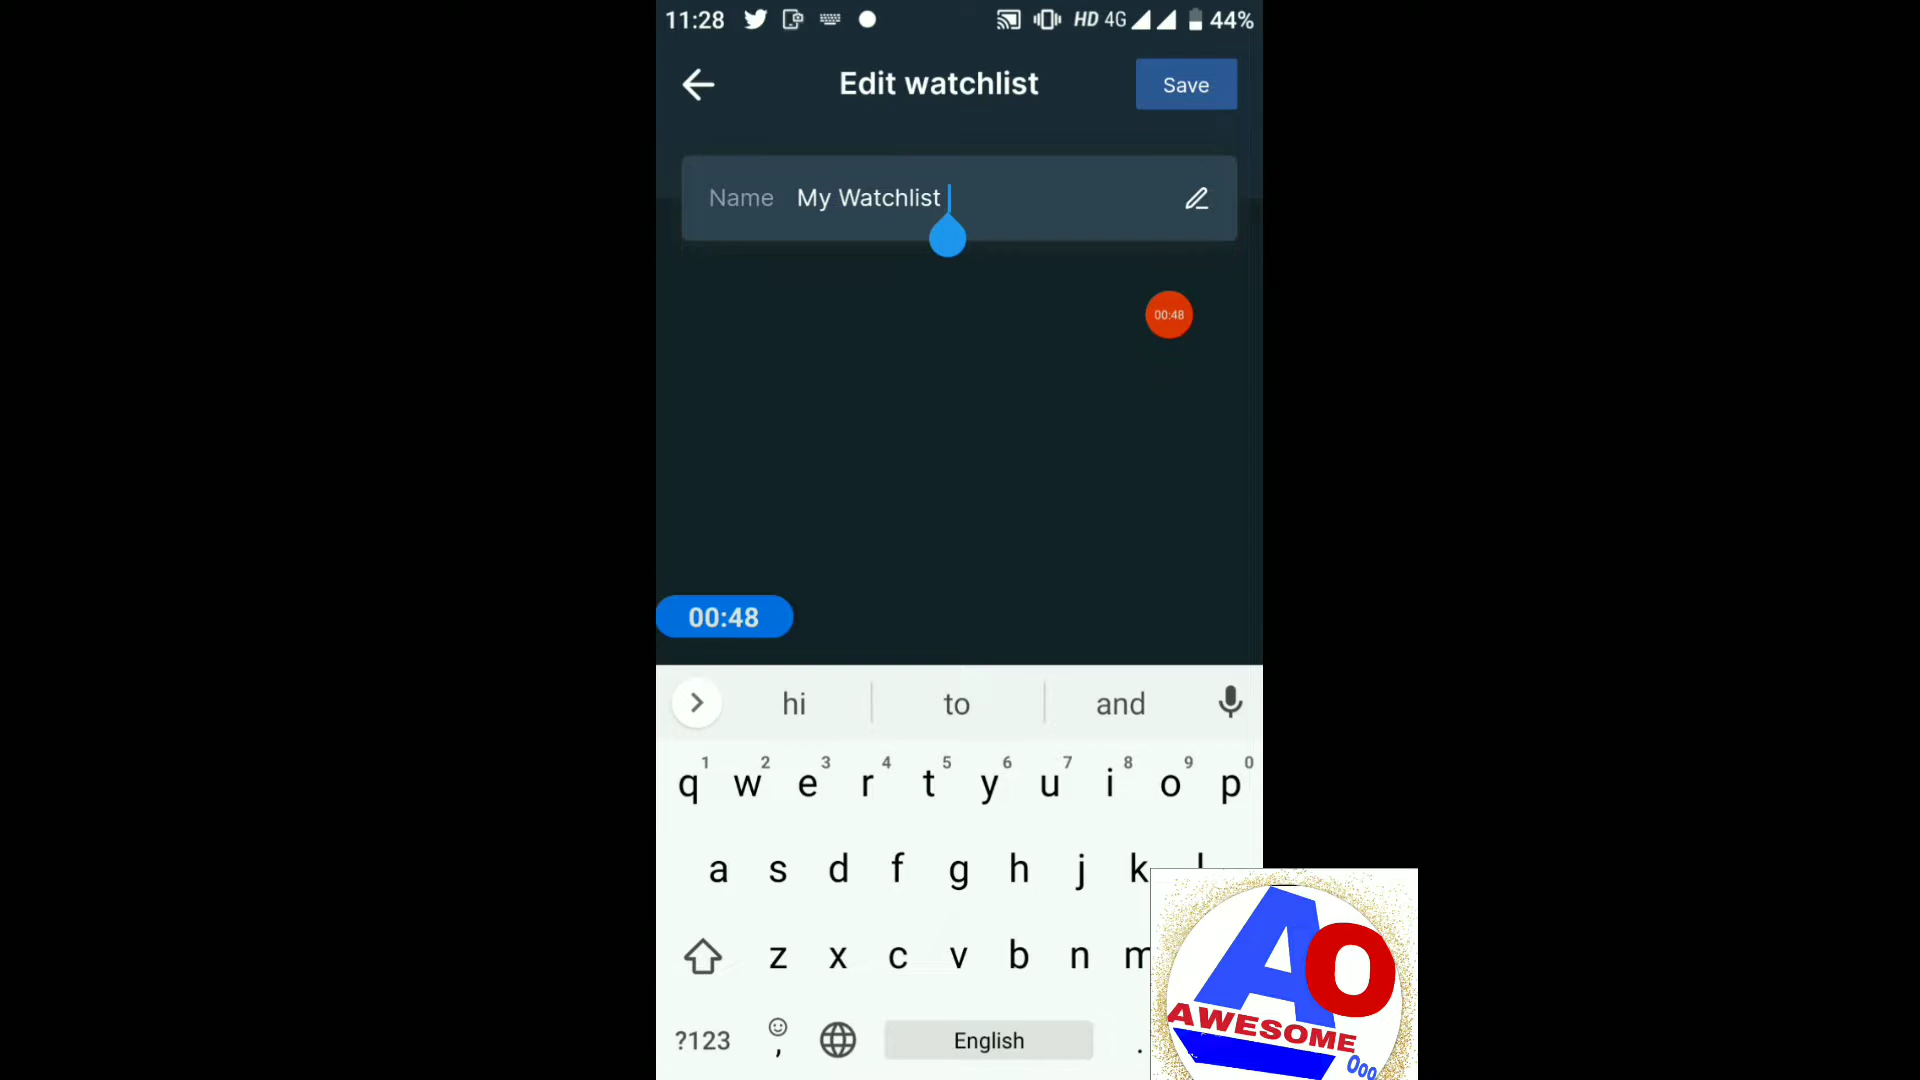 11:28 HD 4G 44%
Edit watchlist
Save
Name My Watchlist
00:48
00:48
hi to and
1 2 3 4 5 6 7 8 9 0
q w e r t y u i o p
a s d f g h j k
z x c v b n m
?123 , English .
AO
AWESOME
Ooo